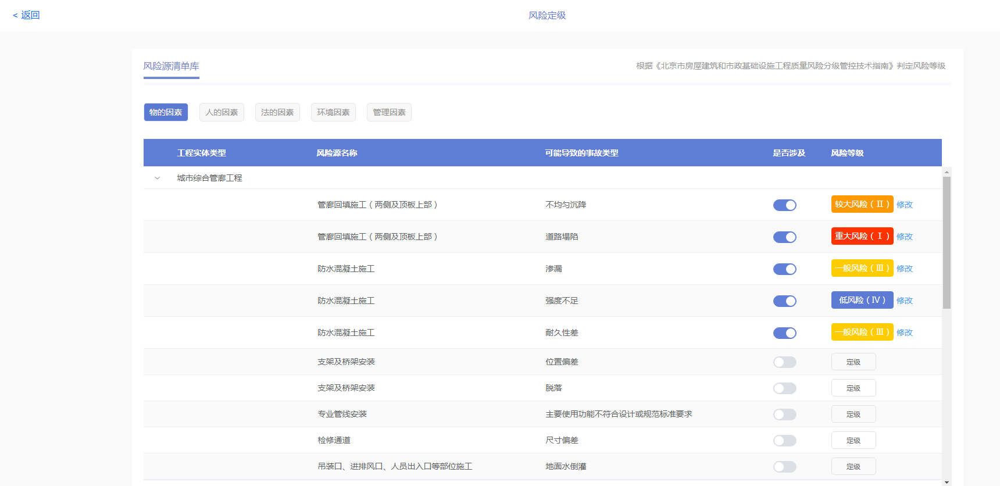 < 返回
风险定级
风险源清单库
根据《北京市房屋建筑和市政基础设施工程质量风险分级管控技术指南》判定风险等级
物的因素 人的因素 法的因素 环境因素 管理因素
工程实体类型 风险源名称 可能导致的事故类型 是否涉及 风险等级
城市综合管廊工程
管廊回填施工（两侧及顶板上部） 不均匀沉降 较大风险（Ⅱ） 修改
管廊回填施工（两侧及顶板上部） 道路塌陷 重大风险（Ⅰ） 修改
防水混凝土施工 渗漏 一般风险（Ⅲ） 修改
防水混凝土施工 强度不足 低风险（Ⅳ） 修改
防水混凝土施工 耐久性差 一般风险（Ⅲ） 修改
支架及桥架安装 位置偏差 定级
支架及桥架安装 脱落 定级
专业管线安装 主要使用功能不符合设计或规范标准要求 定级
检修通道 尺寸偏差 定级
吊装口、进排风口、人员出入口等部位施工 地面水倒灌 定级